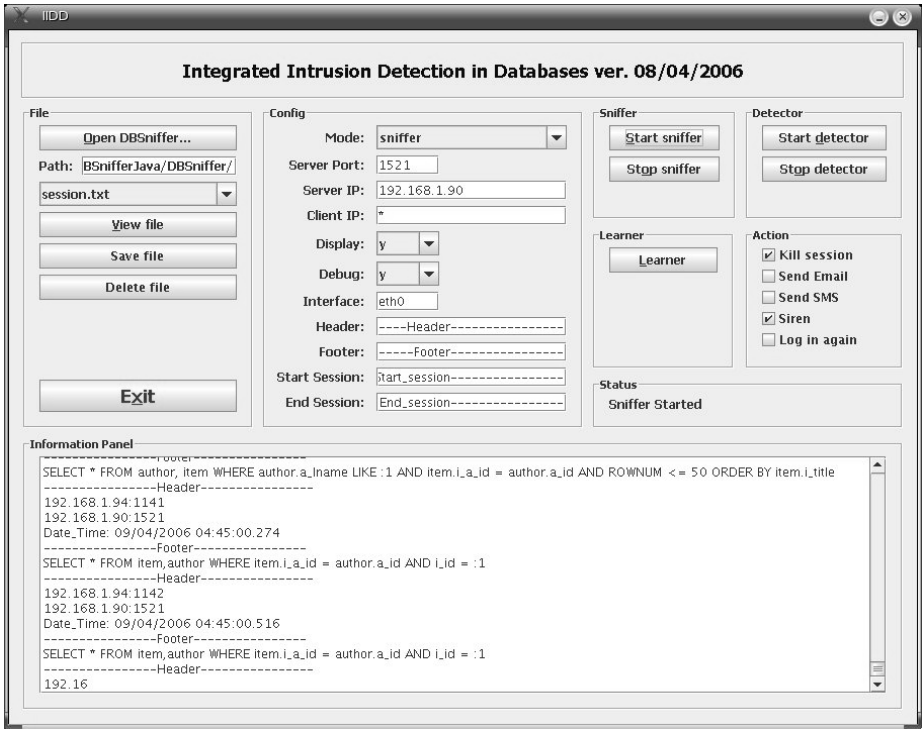 IIDD
Integrated Intrusion Detection in Databases ver. 08/04/2006
File
Open DBSniffer...
Path: BSnifferJava/DBSniffer/
session.txt
View file
Save file
Delete file
Exit
Config
Mode: sniffer
Server Port: 1521
Server IP: 192.168.1.90
Client IP: *
Display: y
Debug: y
Interface: eth0
Header: ----Header----------------
Footer: -----Footer----------------
Start Session: Start_session----------------
End Session: End_session----------------
Sniffer
Start sniffer
Stop sniffer
Detector
Start detector
Stop detector
Learner
Learner
Action
Kill session
Send Email
Send SMS
Siren
Log in again
Status
Sniffer Started
Information Panel
----------------Footer----------------
SELECT * FROM author, item WHERE author.a_lname LIKE :1 AND item.i_a_id = author.a_id AND ROWNUM <= 50 ORDER BY item.i_title
----------------Header----------------
192.168.1.94:1141
192.168.1.90:1521
Date_Time: 09/04/2006 04:45:00.274
----------------Footer----------------
SELECT * FROM item,author WHERE item.i_a_id = author.a_id AND i_id = :1
----------------Header----------------
192.168.1.94:1142
192.168.1.90:1521
Date_Time: 09/04/2006 04:45:00.516
----------------Footer----------------
SELECT * FROM item,author WHERE item.i_a_id = author.a_id AND i_id = :1
----------------Header----------------
192.16